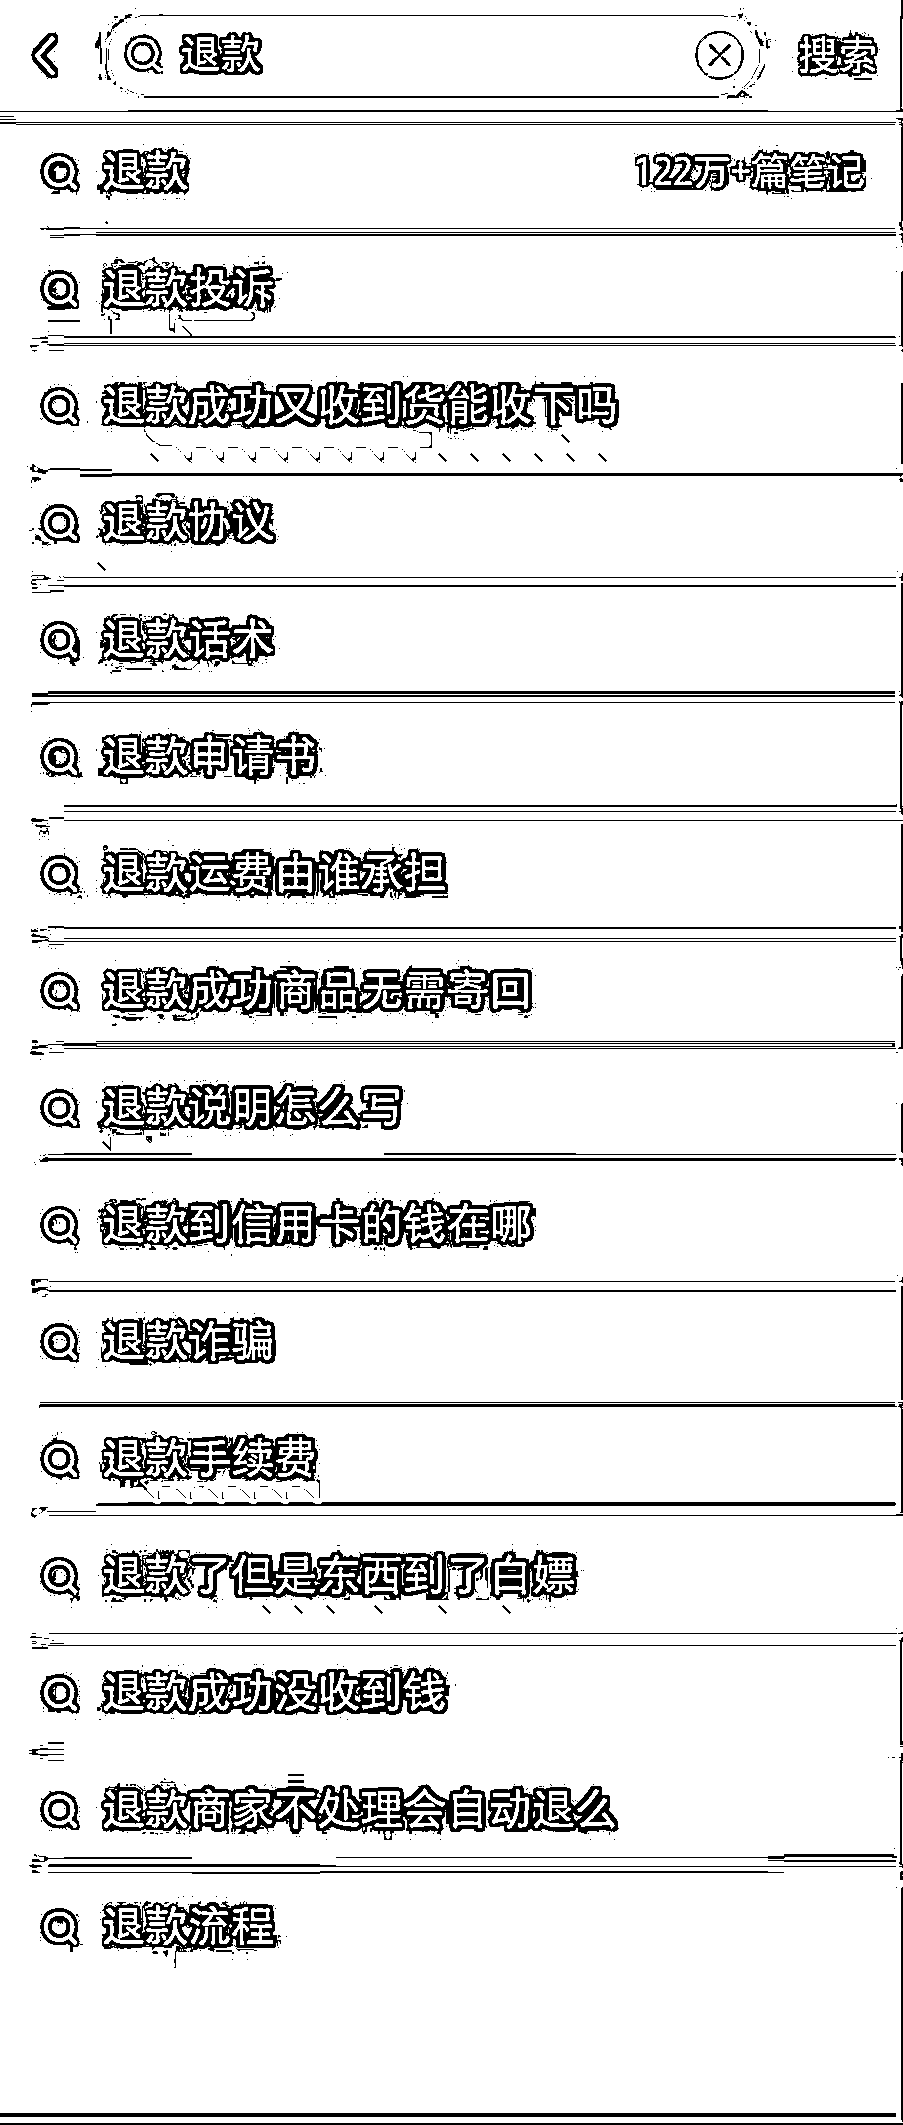 退款 搜索
退款 122万+篇笔记
退款投诉
退款成功又收到货能收下吗
退款协议
退款话术
退款申请书
退款运费由谁承担
退款成功商品无需寄回
退款说明怎么写
退款到信用卡的钱在哪
退款诈骗
退款手续费
退款了但是东西到了白嫖
退款成功没收到钱
退款商家不处理会自动退么
退款流程